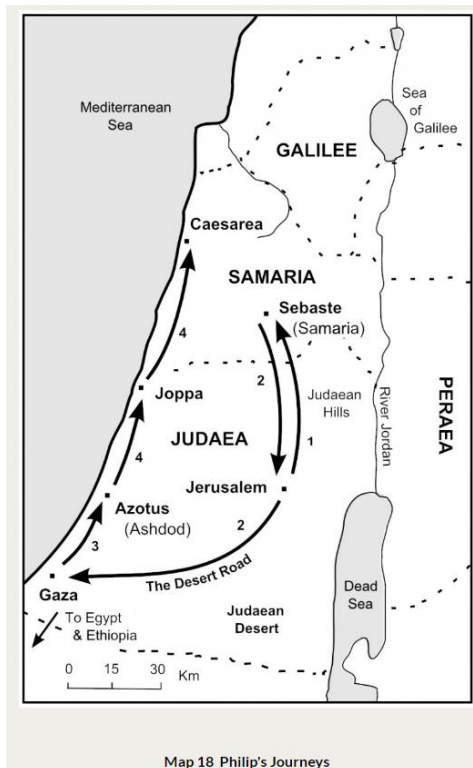 Mediterranean
Sea
Sea
of
Galilee
GALILEE
Caesarea
SAMARIA
Sebaste
(Samaria)
4
2
Judaean
Hills
1
River Jordan
PERAEA
Joppa
JUDAEA
4
Jerusalem
2
Azotus
(Ashdod)
3
The Desert Road
Gaza
Dead
Sea
To Egypt
& Ethiopia
Judaean
Desert
0 15 30
Km
Map 18 Philip's Journeys